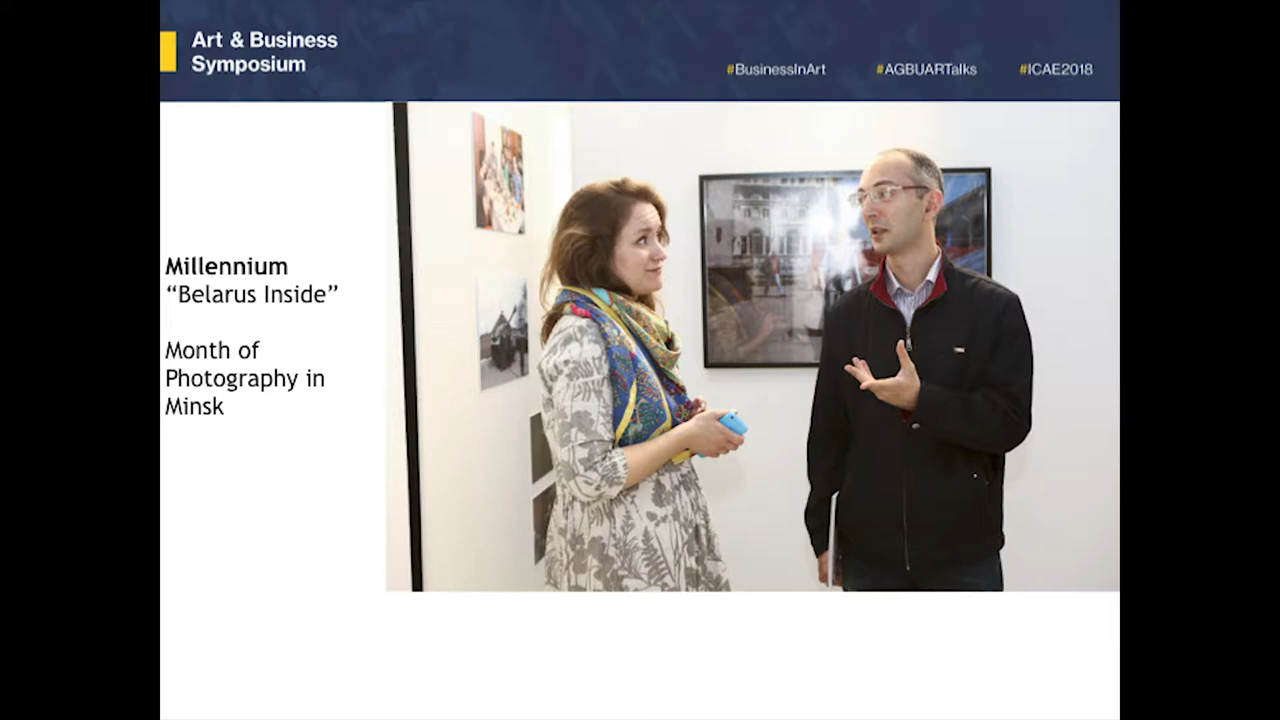 Art & Business
Symposium
#BusinessInArt #AGBUARTalks #ICAE2018
Millennium
“Belarus Inside”
Month of
Photography in
Minsk